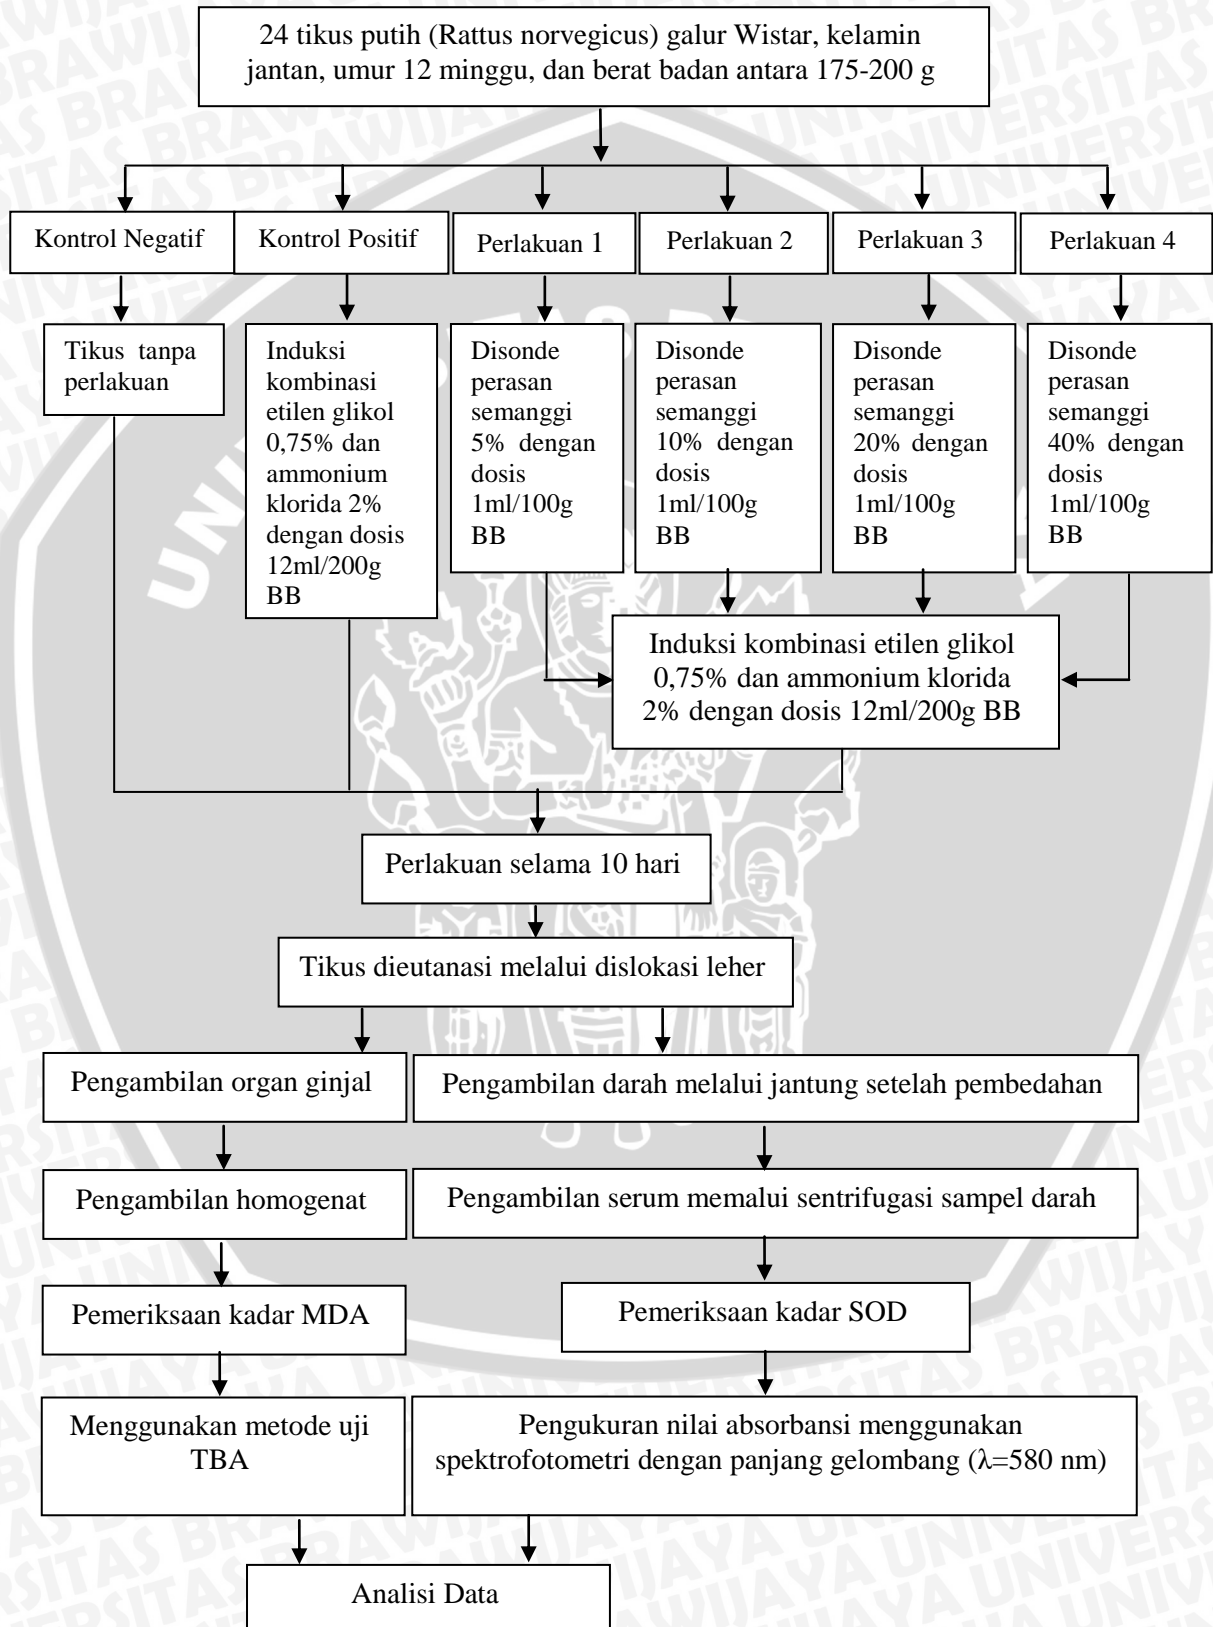 24 tikus putih (Rattus norvegicus) galur Wistar, kelamin
jantan, umur 12 minggu, dan berat badan antara 175-200 g
Kontrol Negatif
Kontrol Positif
Perlakuan 1
Perlakuan 2
Perlakuan 3
Perlakuan 4
Tikus tanpa
perlakuan
Induksi
kombinasi
etilen glikol
0,75% dan
ammonium
klorida 2%
dengan dosis
12ml/200g
BB
Disonde
perasan
semanggi
5% dengan
dosis
1ml/100g
BB
Disonde
perasan
semanggi
10% dengan
dosis
1ml/100g
BB
Disonde
perasan
semanggi
20% dengan
dosis
1ml/100g
BB
Disonde
perasan
semanggi
40% dengan
dosis
1ml/100g
BB
Induksi kombinasi etilen glikol
0,75% dan ammonium klorida
2% dengan dosis 12ml/200g BB
Perlakuan selama 10 hari
Tikus dieutanasi melalui dislokasi leher
Pengambilan organ ginjal
Pengambilan darah melalui jantung setelah pembedahan
Pengambilan homogenat
Pengambilan serum memalui sentrifugasi sampel darah
Pemeriksaan kadar MDA
Pemeriksaan kadar SOD
Menggunakan metode uji
TBA
Pengukuran nilai absorbansi menggunakan
spektrofotometri dengan panjang gelombang (λ=580 nm)
Analisi Data